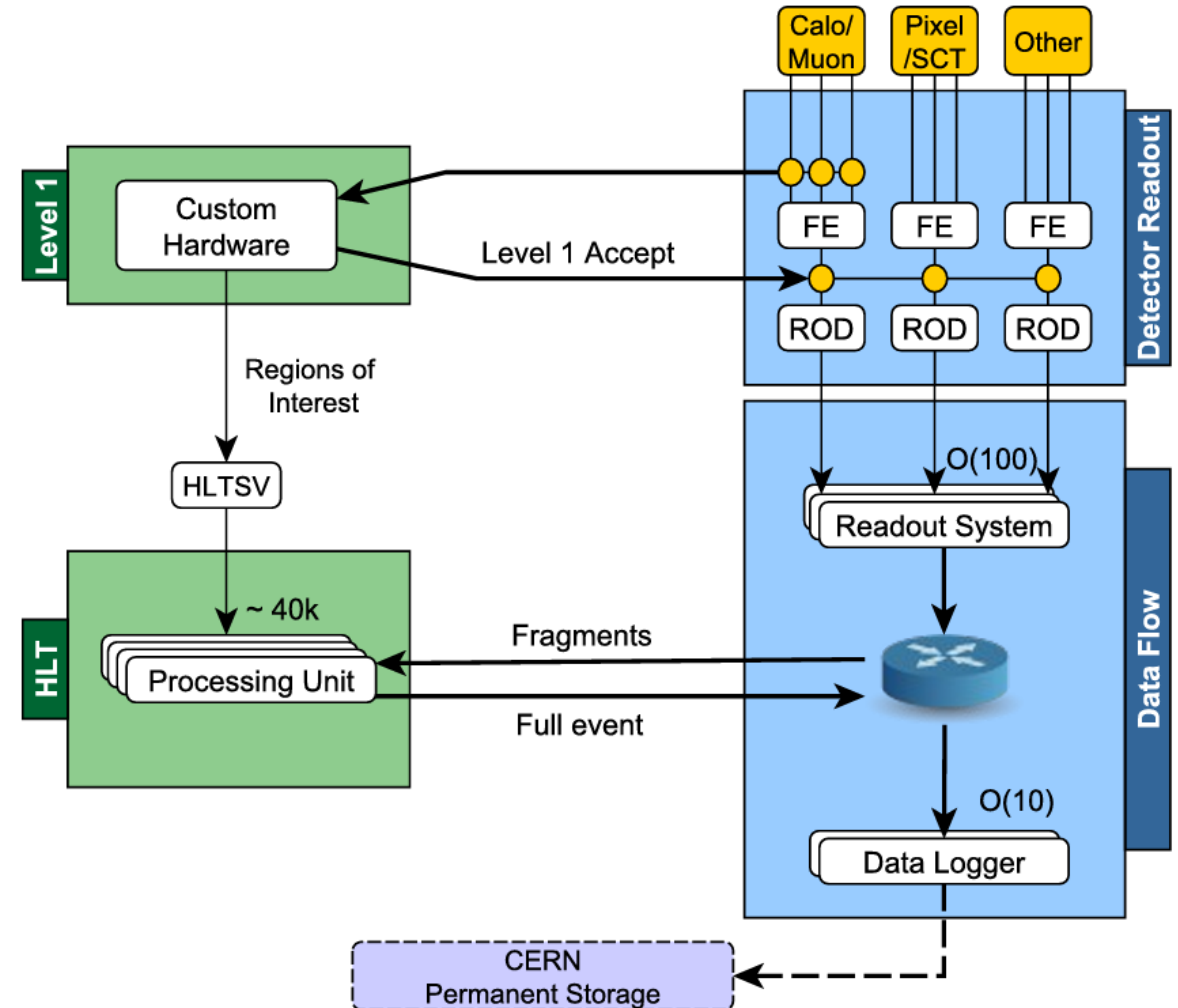 Calo/
Muon
Pixel
/SCT
Other
Level 1
Custom
Hardware
Level 1 Accept
FE
FE
FE
ROD
ROD
ROD
Detector Readout
Regions of
Interest
HLTSV
O(100)
Readout System
HLT
~ 40k
Processing Unit
Fragments
Full event
Data Flow
O(10)
Data Logger
CERN
Permanent Storage